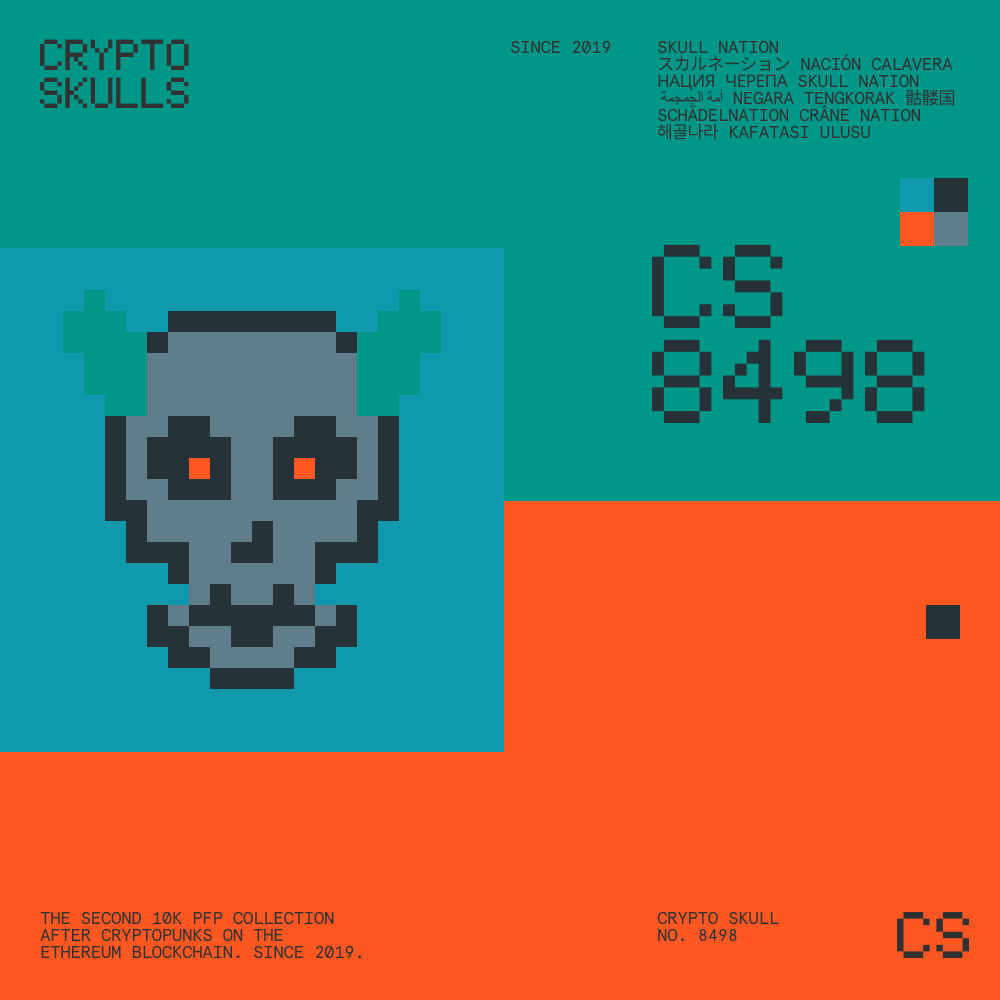 CRYPTO
SKULLS
SINCE 2019
SKULL NATION
スカルネーション NACIÓN CALAVERA
НАЦИЯ ЧЕРЕПА SKULL NATION
أمة الجمجمة NEGARA TENGKORAK 骷髅国
SCHÄDELNATION CRÂNE NATION
해골나라 KAFATASI ULUSU
CS
8498
THE SECOND 10K PFP COLLECTION
AFTER CRYPTOPUNKS ON THE
ETHEREUM BLOCKCHAIN. SINCE 2019.
CRYPTO SKULL
NO. 8498
CS